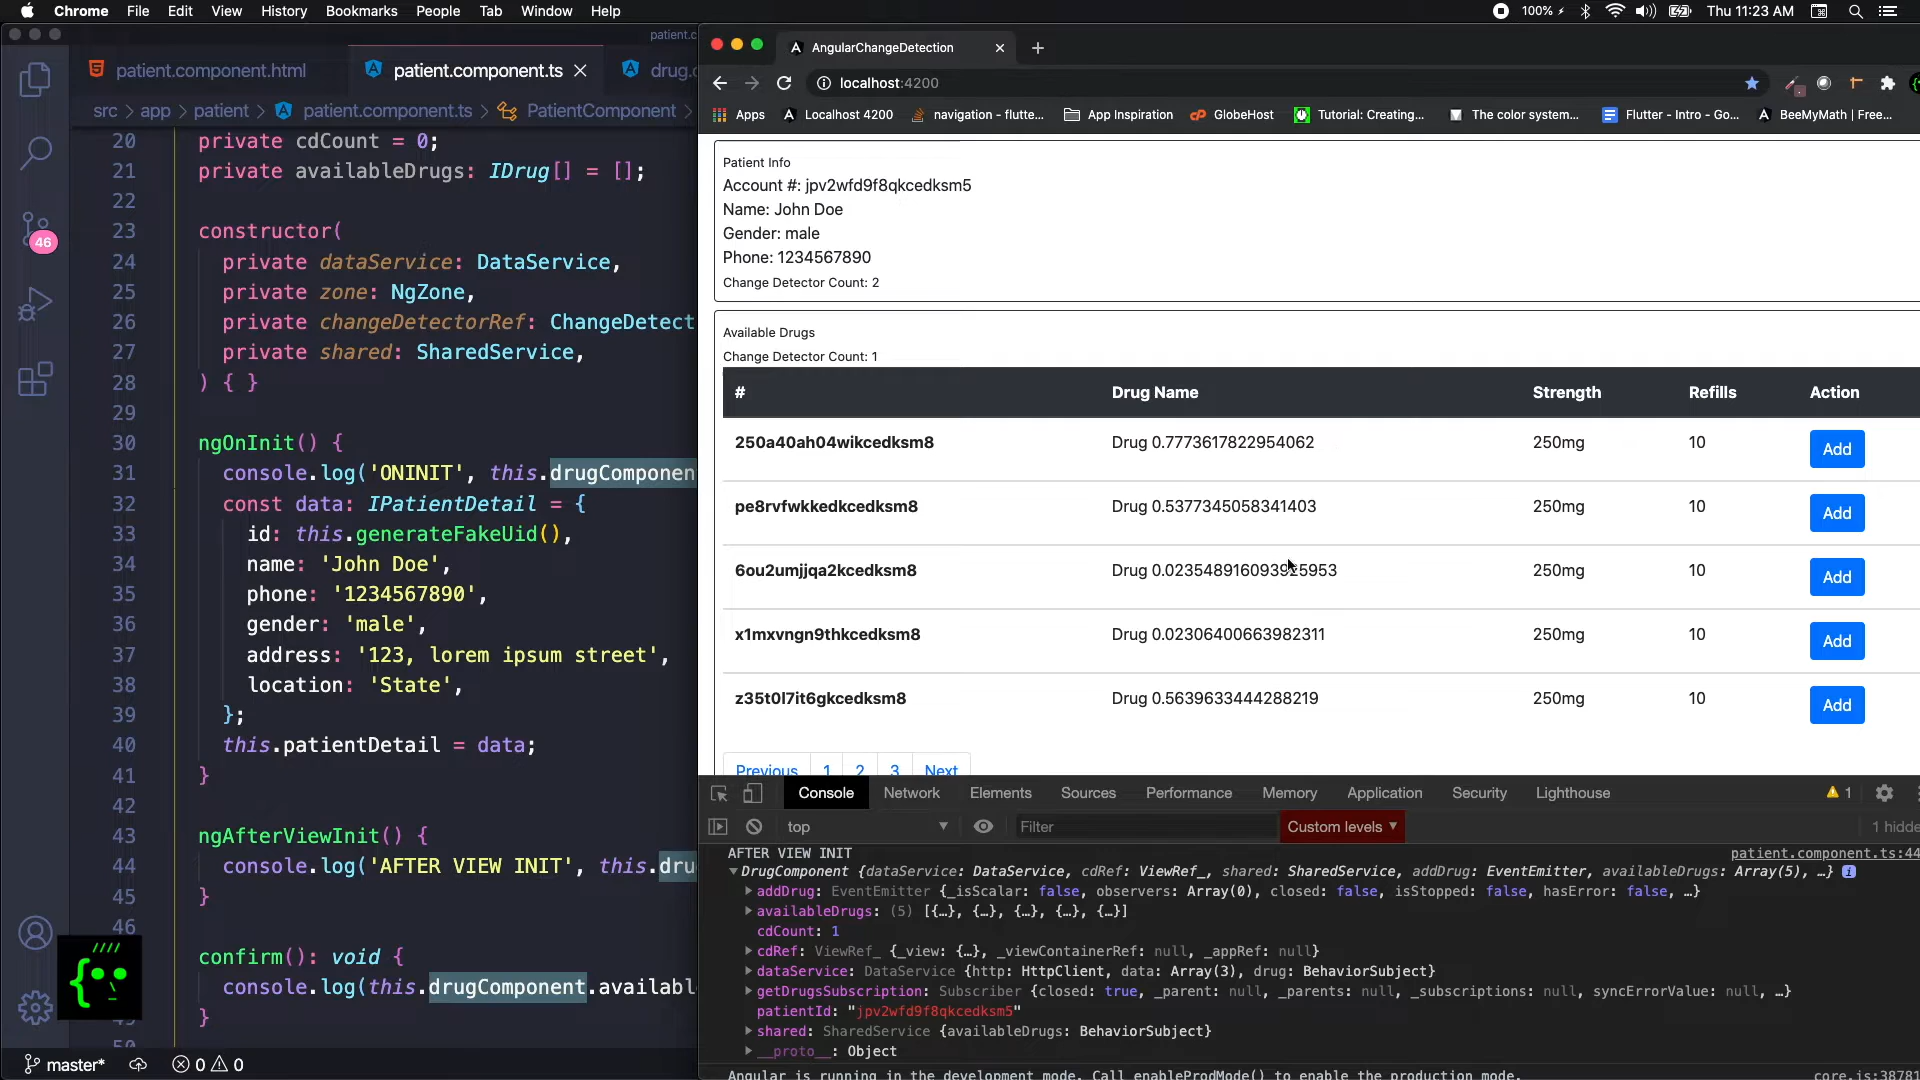 Chrome File Edit View History Bookmarks People Tab Window Help 100% Thu 11:23 AM
patient.c
patient.component.html patient.component.ts drug.c
src > app > patient > patient.component.ts > PatientComponent >
20 private cdCount = 0;
21 private availableDrugs: IDrug[] = [];
22
23 constructor(
24 private dataService: DataService,
25 private zone: NgZone,
26 private changeDetectorRef: ChangeDetect
27 private shared: SharedService,
28 ) { }
29
30 ngOnInit() {
31 console.log('ONINIT', this.drugComponen
32 const data: IPatientDetail = {
33 id: this.generateFakeUid(),
34 name: 'John Doe',
35 phone: '1234567890',
36 gender: 'male',
37 address: '123, lorem ipsum street',
38 location: 'State',
39 };
40 this.patientDetail = data;
41 }
42
43 ngAfterViewInit() {
44 console.log('AFTER VIEW INIT', this.dru
45 }
46
confirm(): void {
console.log(this.drugComponent.availabl
49 }
50
46
master* 0 0
AngularChangeDetection
localhost:4200
Apps Localhost 4200 navigation - flutte... App Inspiration GlobeHost Tutorial: Creating... The color system... Flutter - Intro - Go... BeeMyMath | Free...
Patient Info
Account #: jpv2wfd9f8qkcedksm5
Name: John Doe
Gender: male
Phone: 1234567890
Change Detector Count: 2
Available Drugs
Change Detector Count: 1
# Drug Name Strength Refills Action
250a40ah04wikcedksm8 Drug 0.7773617822954062 250mg 10 Add
pe8rvfwkkedkcedksm8 Drug 0.5377345058341403 250mg 10 Add
6ou2umjjqa2kcedksm8 Drug 0.023548916093925953 250mg 10 Add
x1mxvngn9thkcedksm8 Drug 0.02306400663982311 250mg 10 Add
z35t0l7it6gkcedksm8 Drug 0.5639633444288219 250mg 10 Add
Previous 1 2 3 Next
Console Network Elements Sources Performance Memory Application Security Lighthouse 1
top Filter Custom levels 1 hidde
AFTER VIEW INIT patient.component.ts:44
DrugComponent {dataService: DataService, cdRef: ViewRef_, shared: SharedService, addDrug: EventEmitter, availableDrugs: Array(5), …}
addDrug: EventEmitter {_isScalar: false, observers: Array(0), closed: false, isStopped: false, hasError: false, …}
availableDrugs: (5) [{…}, {…}, {…}, {…}, {…}]
cdCount: 1
cdRef: ViewRef_ {_view: {…}, _viewContainerRef: null, _appRef: null}
dataService: DataService {http: HttpClient, data: Array(3), drug: BehaviorSubject}
getDrugsSubscription: Subscriber {closed: true, _parent: null, _parents: null, _subscriptions: null, syncErrorValue: null, …}
patientId: "jpv2wfd9f8qkcedksm5"
shared: SharedService {availableDrugs: BehaviorSubject}
__proto__: Object
Angular is running in the development mode. Call enableProdMode() to enable the production mode. core.js:38781